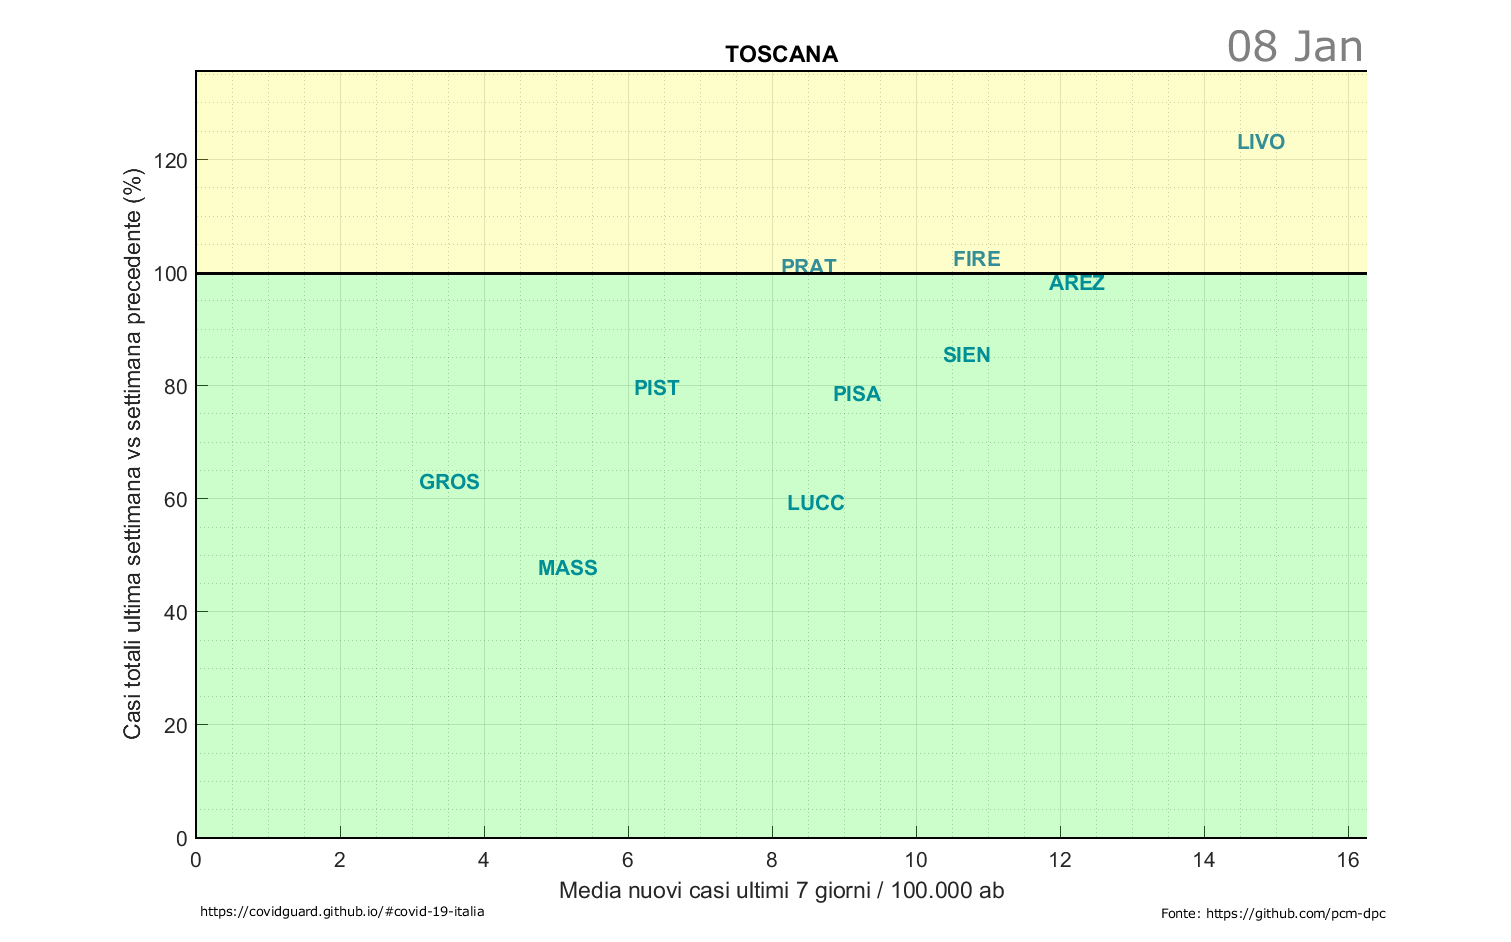 TOSCANA
08 Jan
Casi totali ultima settimana vs settimana precedente (%)
120
100
80
60
40
20
0
LIVO
FIRE
PRAT
AREZ
SIEN
PIST
PISA
GROS
LUCC
MASS
0 2 4 6 8 10 12 14 16
Media nuovi casi ultimi 7 giorni / 100.000 ab
https://covidguard.github.io/#covid-19-italia
Fonte: https://github.com/pcm-dpc